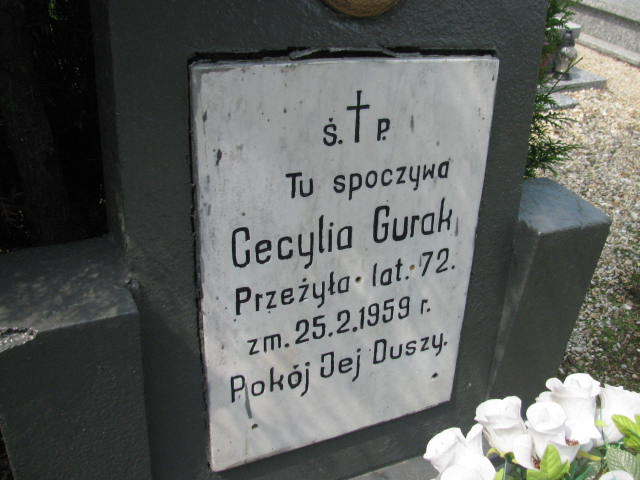 Ś. † P.
Tu spoczywa
Cecylia Gurak
Przeżyła lat. 72.
zm. 25.2.1959 r.
Pokój Jej Duszy.